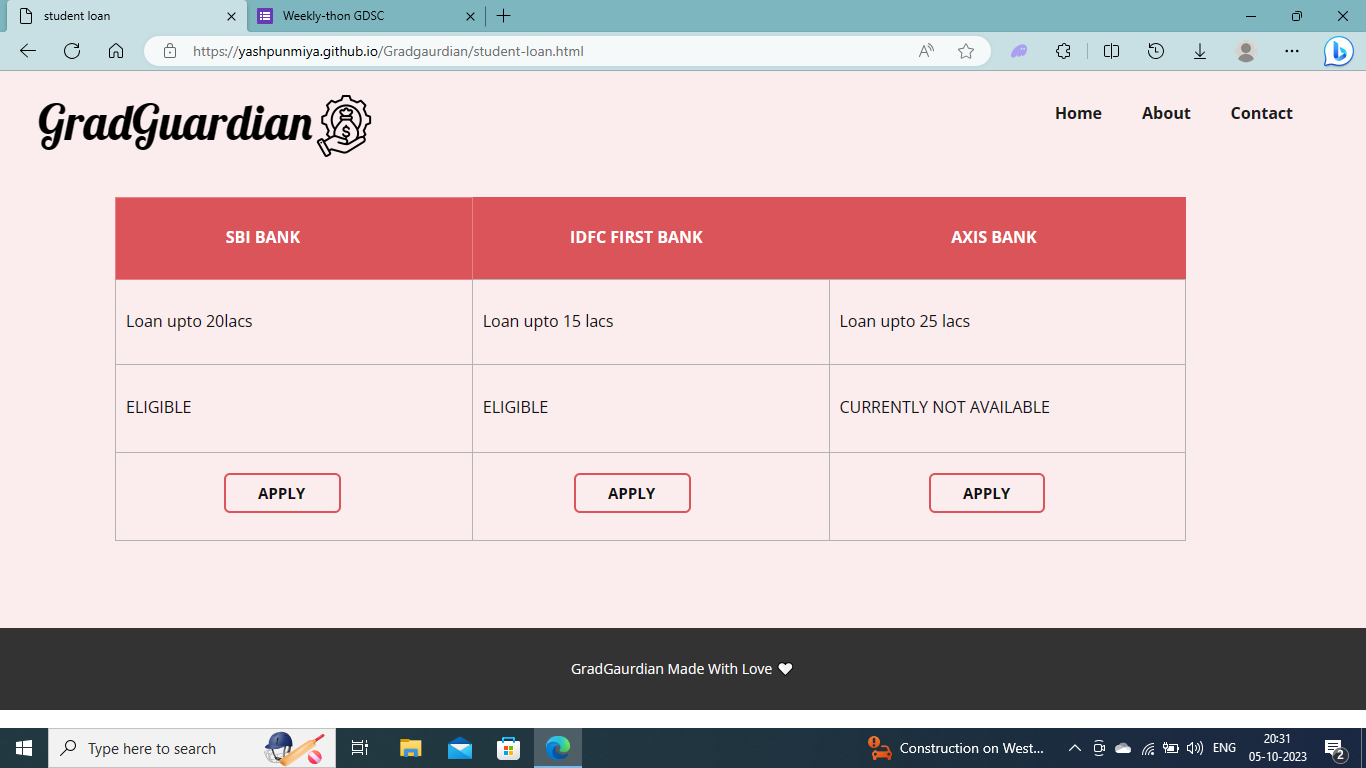 student loan
Weekly-thon GDSC
https://yashpunmiya.github.io/Gradgaurdian/student-loan.html
GradGuardian
Home About Contact
SBI BANK IDFC FIRST BANK AXIS BANK
Loan upto 20lacs Loan upto 15 lacs Loan upto 25 lacs
ELIGIBLE ELIGIBLE CURRENTLY NOT AVAILABLE
APPLY APPLY APPLY
GradGaurdian Made With Love
Type here to search
Construction on West...
ENG
20:31
05-10-2023
2